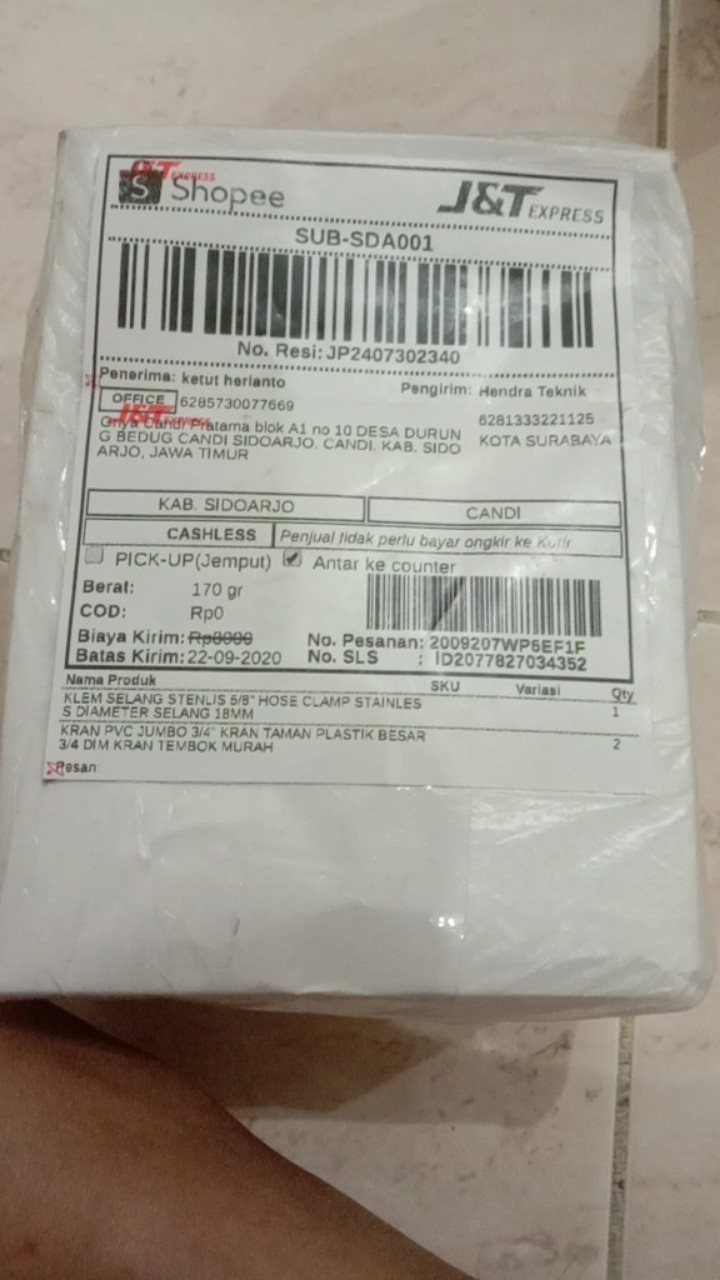 J&T EXPRESS
S Shopee
J&T EXPRESS
SUB-SDA001
No. Resi: JP2407302340
Penerima: ketut herianto
Pengirim: Hendra Teknik
OFFICE 6285730077669
6281333221125
J&T EXPRESS
Griya Candi Pratama blok A1 no 10 DESA DURUN
KOTA SURABAYA
G BEDUG CANDI SIDOARJO. CANDI, KAB. SIDO
ARJO, JAWA TIMUR
KAB. SIDOARJO
CANDI
CASHLESS Penjual tidak perlu bayar ongkir ke Kurir
PICK-UP(Jemput) Antar ke counter
Berat: 170 gr
COD: Rp0
Biaya Kirim: Rp8000 No. Pesanan: 2009207WP5EF1F
Batas Kirim: 22-09-2020 No. SLS : ID2077827034352
Nama Produk SKU Variasi Qty
KLEM SELANG STENLIS 5/8" HOSE CLAMP STAINLES 1
S DIAMETER SELANG 18MM
KRAN PVC JUMBO 3/4" KRAN TAMAN PLASTIK BESAR 2
3/4 DIM KRAN TEMBOK MURAH
Pesan: